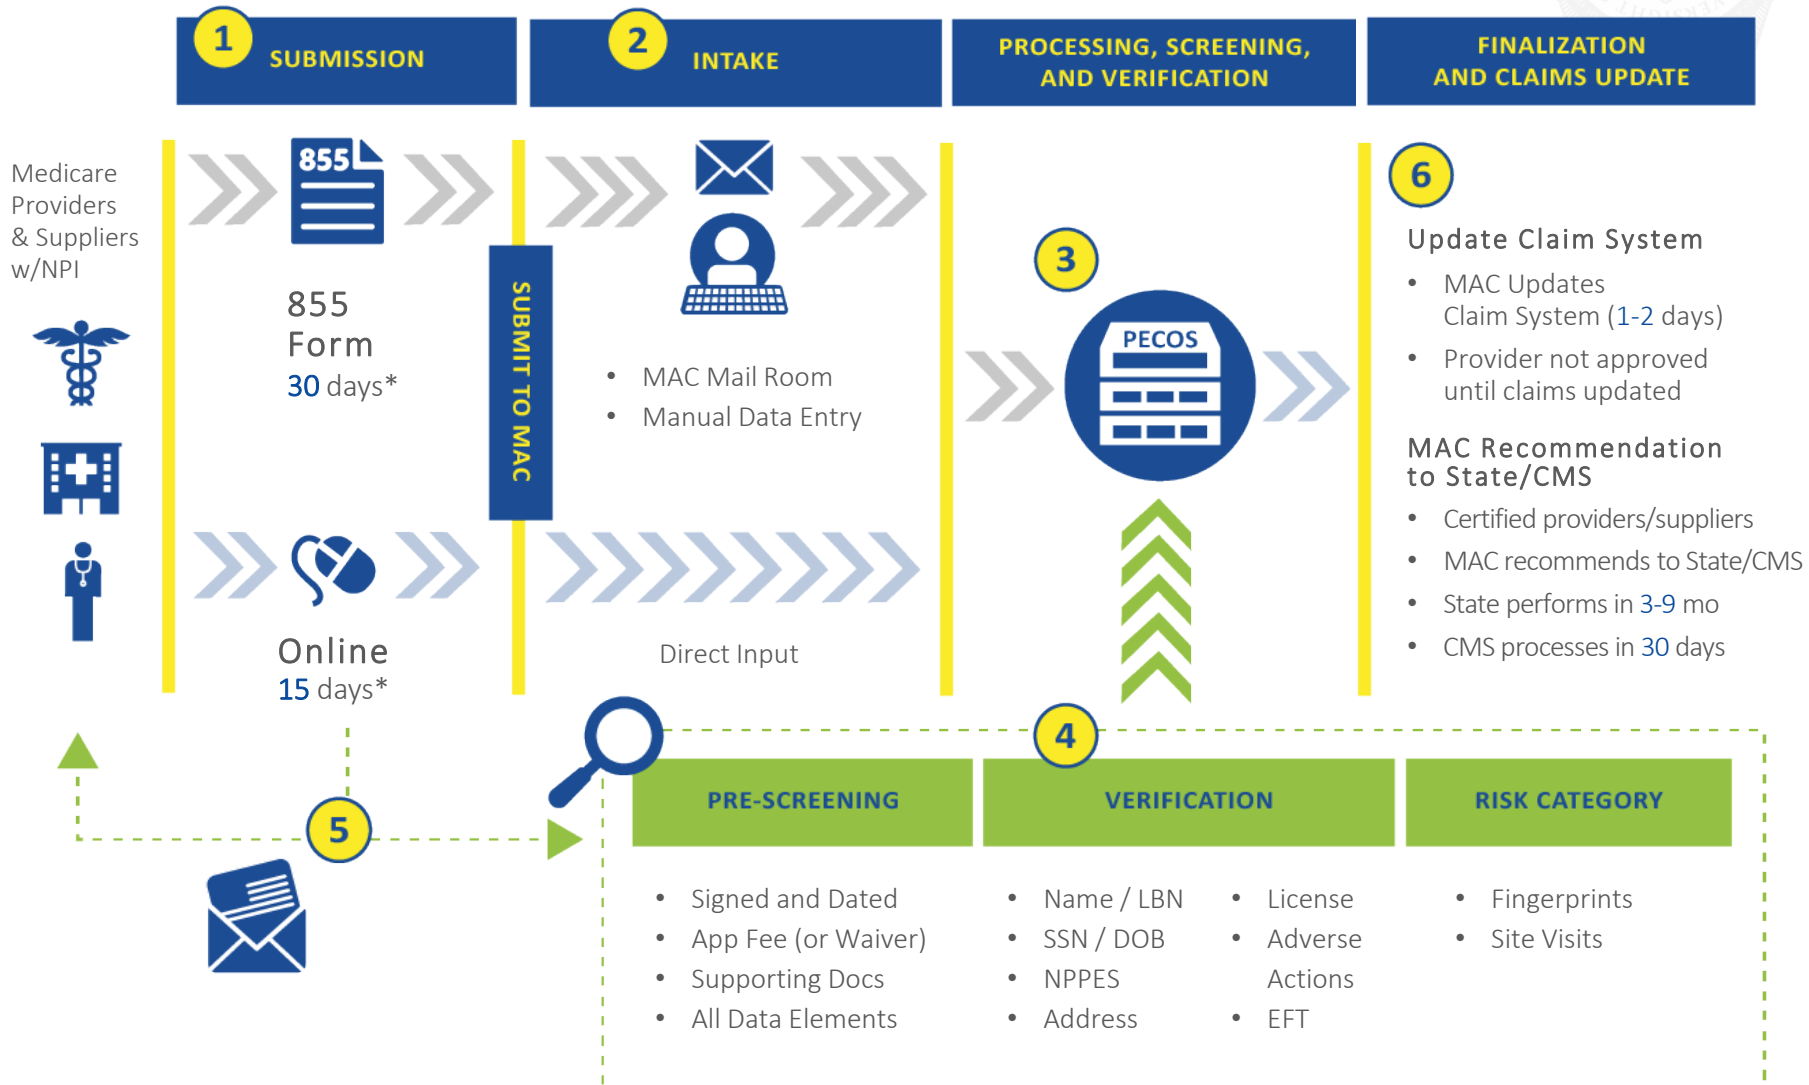 1
SUBMISSION
2
INTAKE
PROCESSING, SCREENING,
AND VERIFICATION
FINALIZATION
AND CLAIMS UPDATE
Medicare
Providers
& Suppliers
w/NPI
855
855
Form
30 days*
SUBMIT TO MAC
Online
15 days*
• MAC Mail Room
• Manual Data Entry
Direct Input
3
PECOS
6
Update Claim System
• MAC Updates
Claim System (1-2 days)
• Provider not approved
until claims updated
MAC Recommendation
to State/CMS
• Certified providers/suppliers
• MAC recommends to State/CMS
• State performs in 3-9 mo
• CMS processes in 30 days
4
5
PRE-SCREENING
• Signed and Dated
• App Fee (or Waiver)
• Supporting Docs
• All Data Elements
VERIFICATION
• Name / LBN
• SSN / DOB
• NPPES
• Address
• License
• Adverse
Actions
• EFT
RISK CATEGORY
• Fingerprints
• Site Visits